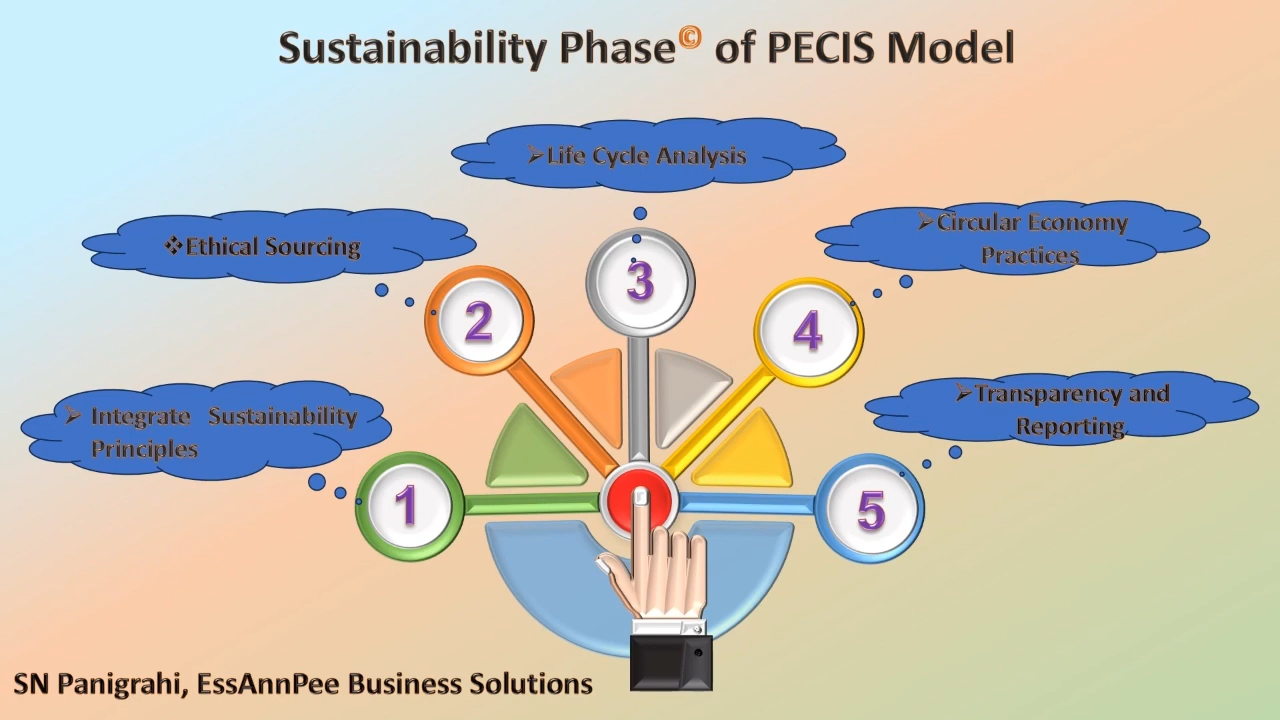 Sustainability Phase© of PECIS Model
➢Life Cycle Analysis
❖Ethical Sourcing
➢Circular Economy
Practices
➢ Integrate Sustainability
Principles
➢Transparency and
Reporting
1
2
3
4
5
SN Panigrahi, EssAnnPee Business Solutions